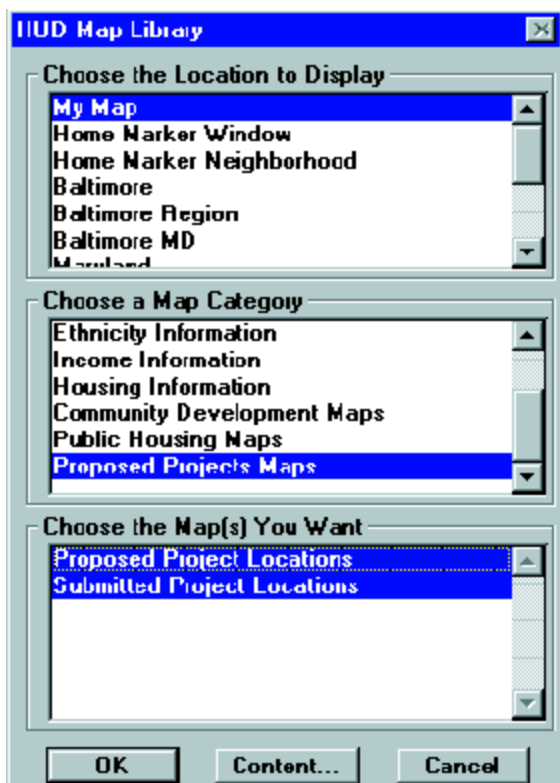 HUD Map Library
Choose the Location to Display
My Map
Home Marker Window
Home Marker Neighborhood
Baltimore
Baltimore Region
Baltimore MD
Maryland
Choose a Map Category
Ethnicity Information
Income Information
Housing Information
Community Development Maps
Public Housing Maps
Proposed Projects Maps
Choose the Map(s) You Want
Proposed Project Locations
Submitted Project Locations
OK Content... Cancel